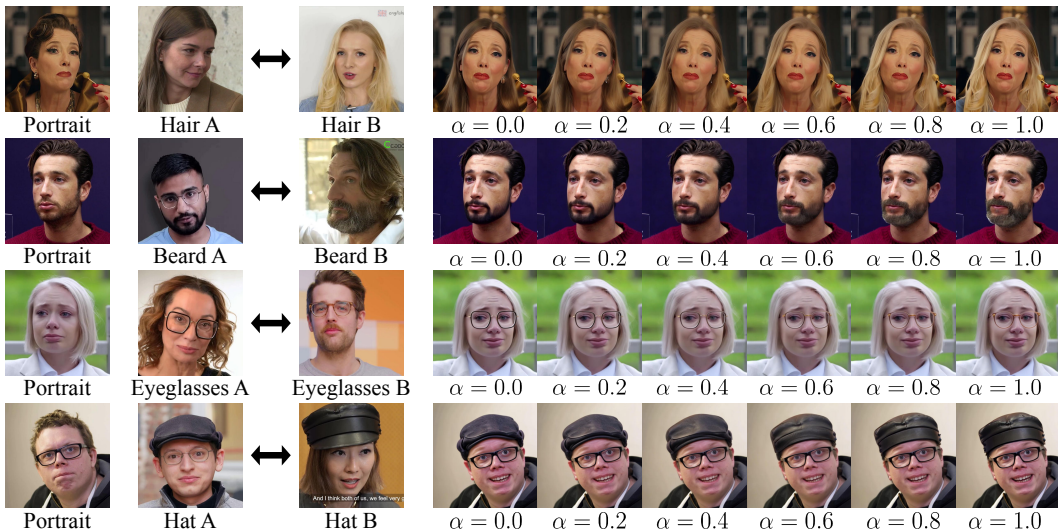 Portrait Hair A Hair B α = 0.0 α = 0.2 α = 0.4 α = 0.6 α = 0.8 α = 1.0
Portrait Beard A Beard B α = 0.0 α = 0.2 α = 0.4 α = 0.6 α = 0.8 α = 1.0
Portrait Eyeglasses A Eyeglasses B α = 0.0 α = 0.2 α = 0.4 α = 0.6 α = 0.8 α = 1.0
And I think both of us, we feel very
Portrait Hat A Hat B α = 0.0 α = 0.2 α = 0.4 α = 0.6 α = 0.8 α = 1.0